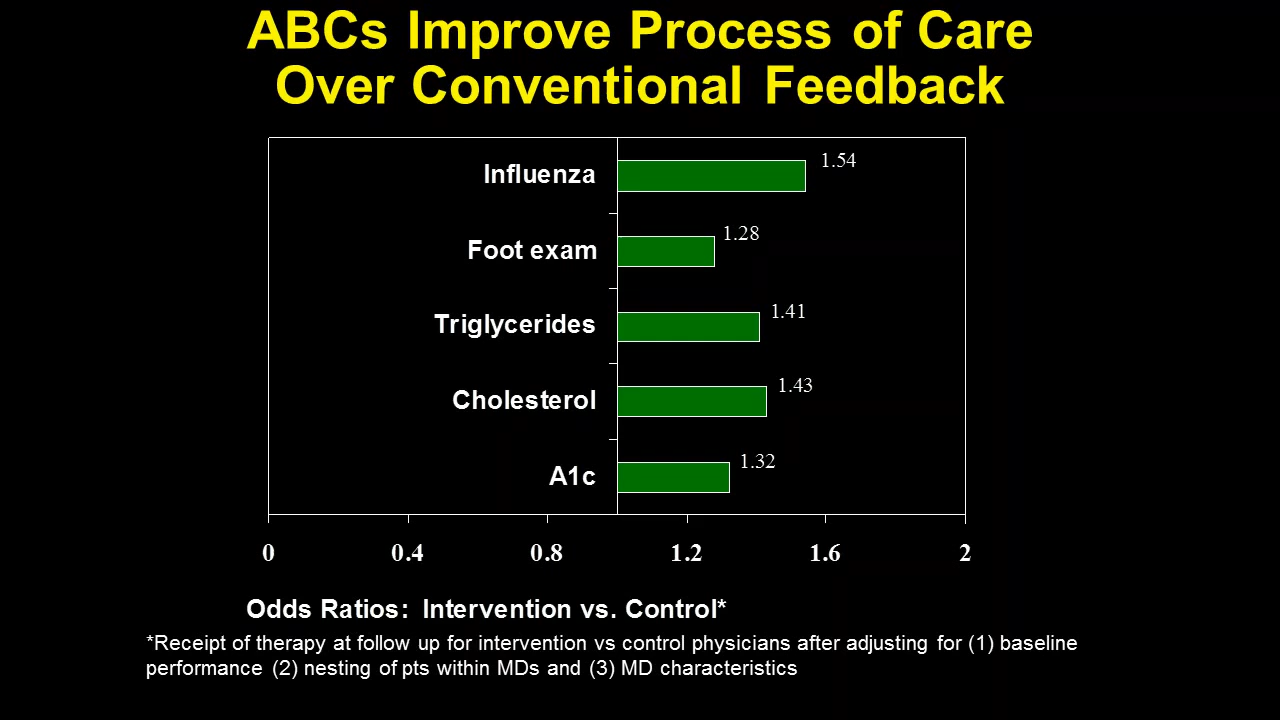 ABCs Improve Process of Care
Over Conventional Feedback
Influenza
1.54
Foot exam
1.28
Triglycerides
1.41
Cholesterol
1.43
A1c
1.32
0 0.4 0.8 1.2 1.6 2
Odds Ratios: Intervention vs. Control*
*Receipt of therapy at follow up for intervention vs control physicians after adjusting for (1) baseline
performance (2) nesting of pts within MDs and (3) MD characteristics